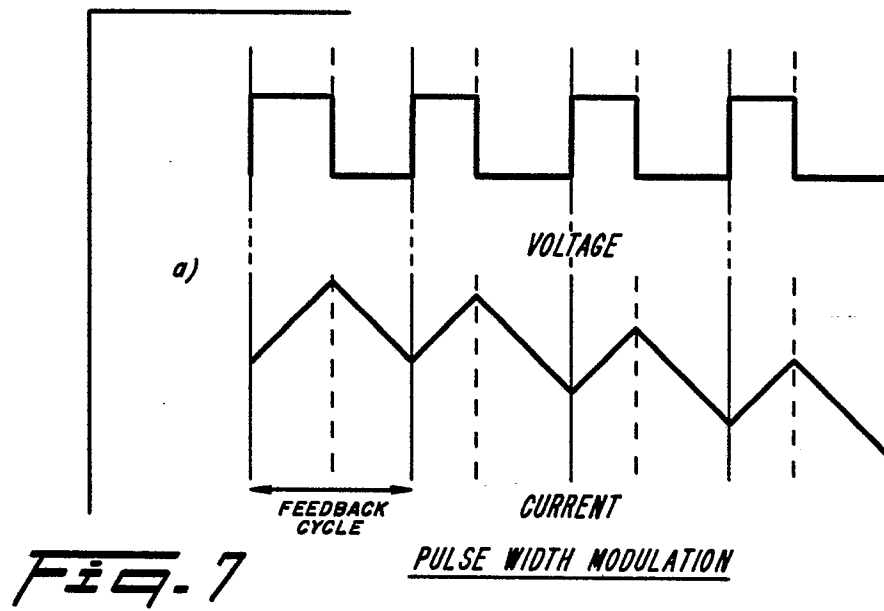 VOLTAGE
a)
FEEDBACK
CYCLE
CURRENT
PULSE WIDTH MODULATION
Fig. 7